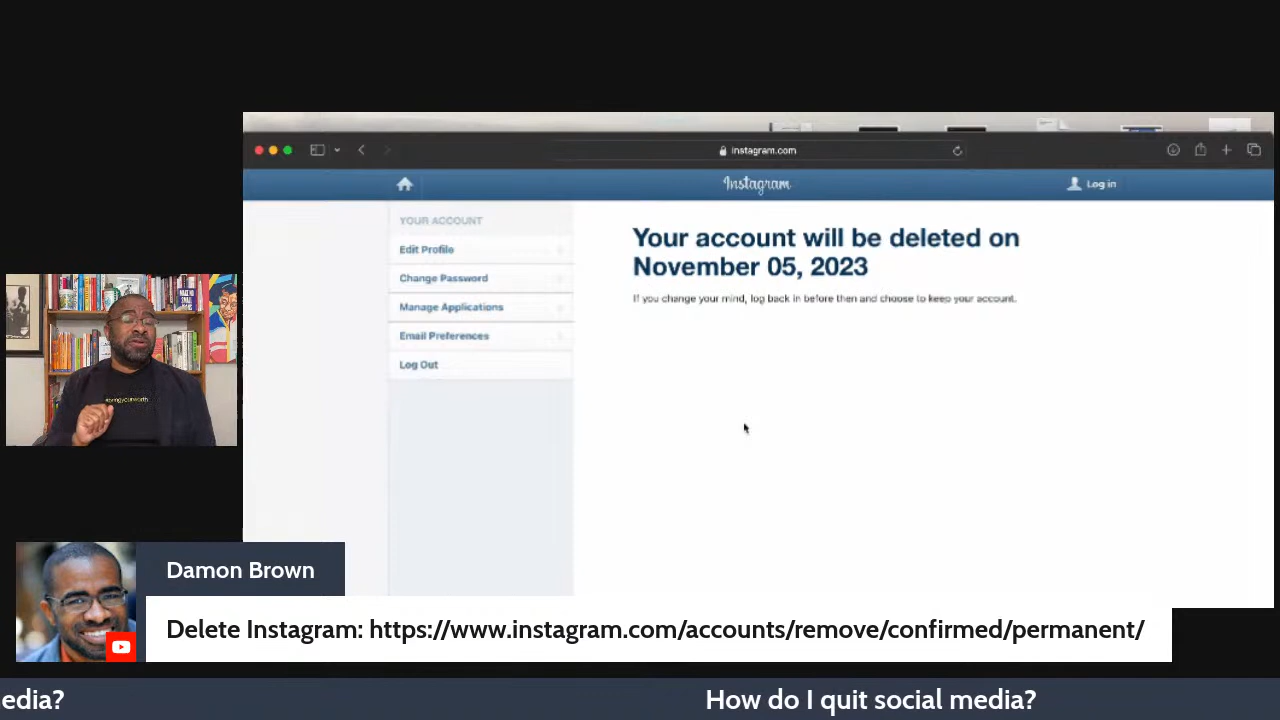 instagram.com
Instagram
Log in
YOUR ACCOUNT
Edit Profile
Change Password
Manage Applications
Email Preferences
Log Out
Your account will be deleted on
November 05, 2023
If you change your mind, log back in before then and choose to keep your account.
#bringyourworth
Damon Brown
Delete Instagram: https://www.instagram.com/accounts/remove/confirmed/permanent/
edia?
How do I quit social media?